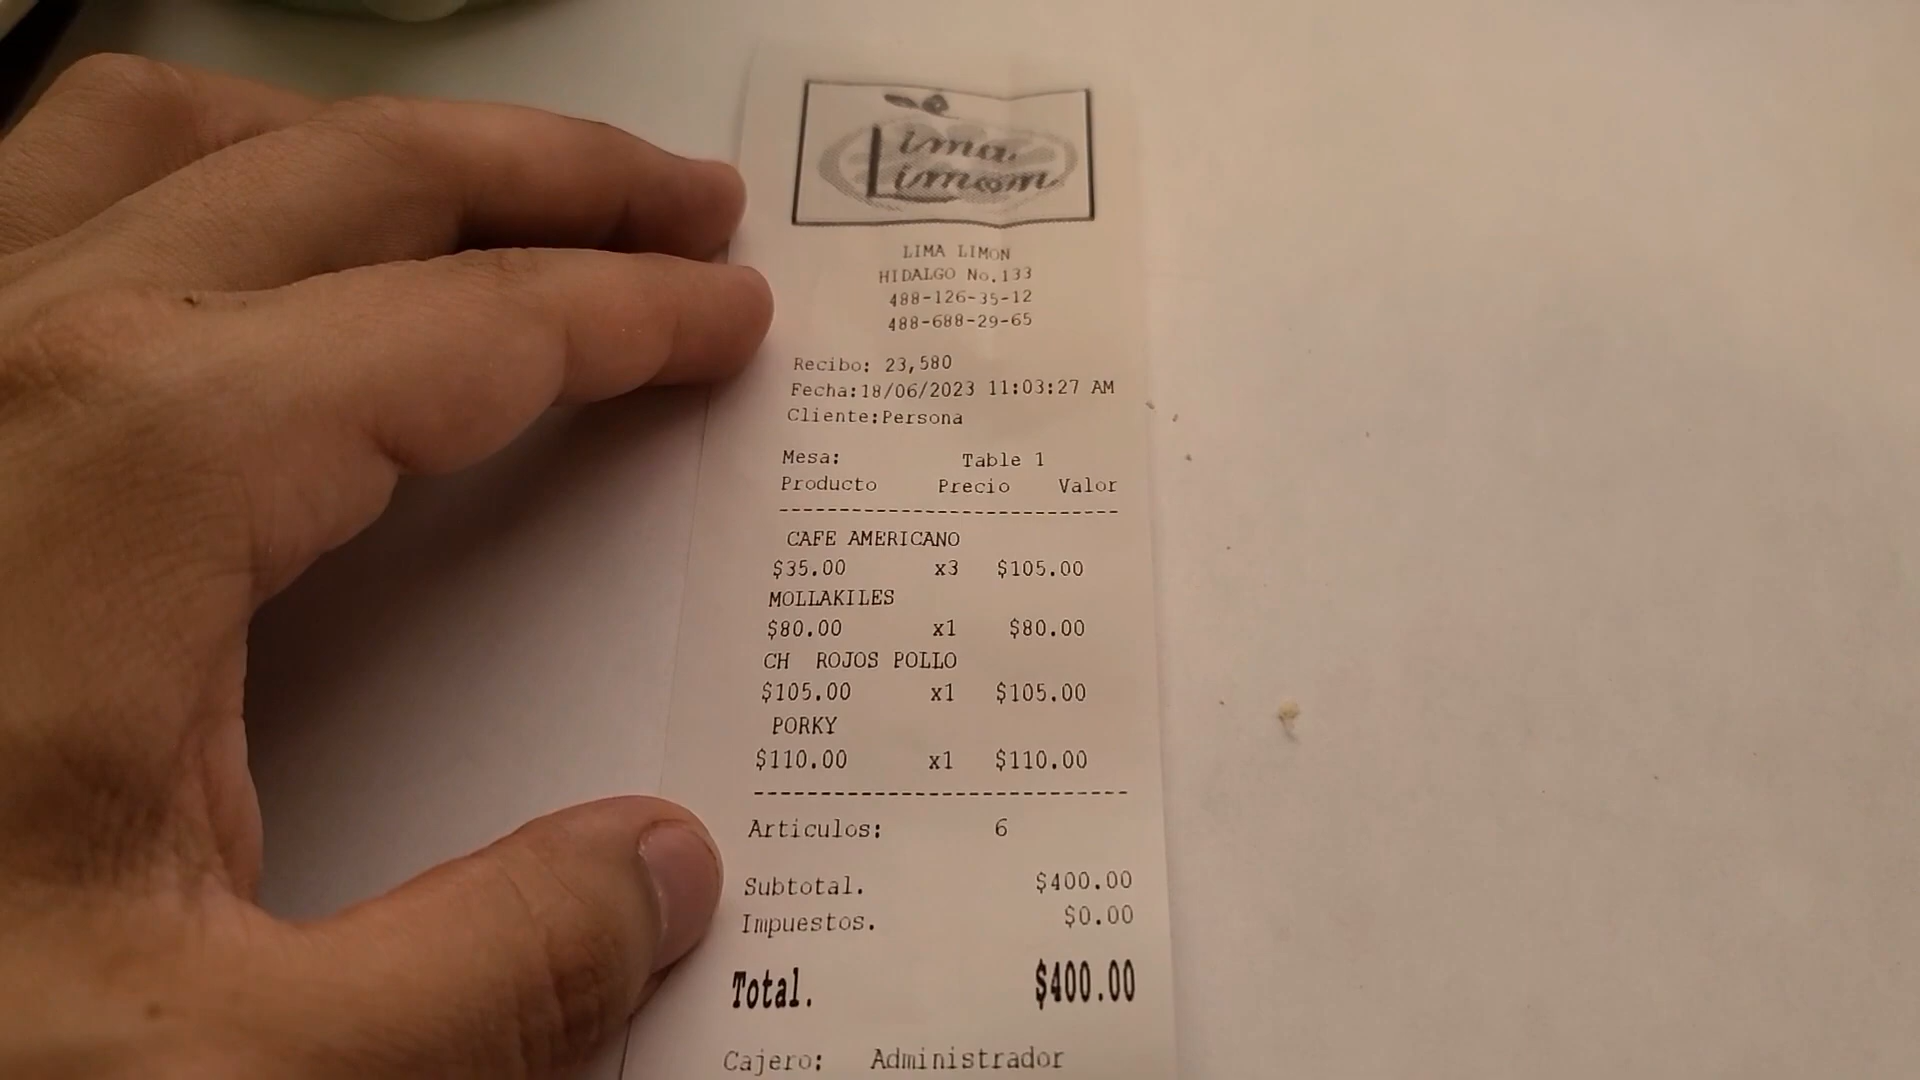 Lima
Limon
LIMA LIMON
HIDALGO No.133
488-126-35-12
488-688-29-65
Recibo: 23,580
Fecha:18/06/2023 11:03:27 AM
Cliente:Persona
Mesa: Table 1
Producto Precio Valor
---------------------------
CAFE AMERICANO
$35.00 x3 $105.00
MOLLAKILES
$80.00 x1 $80.00
CH ROJOS POLLO
$105.00 x1 $105.00
PORKY
$110.00 x1 $110.00
---------------------------
Articulos: 6
Subtotal. $400.00
Impuestos. $0.00
Total. $400.00
Cajero: Administrador